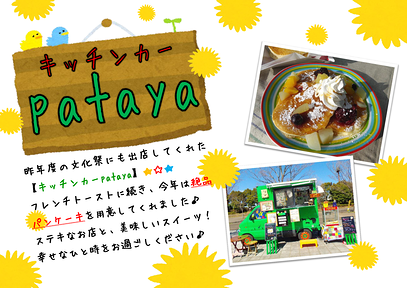 キッチンカー
pataya
昨年度の文化祭にも出店してくれた
【キッチンカーpataya】★☆★
フレンチトーストに続き、今年は絶品
パンケーキを用意してくれました♪
ステキなお店と、美味しいスイーツ！
幸せなひと時をお過ごしください♪